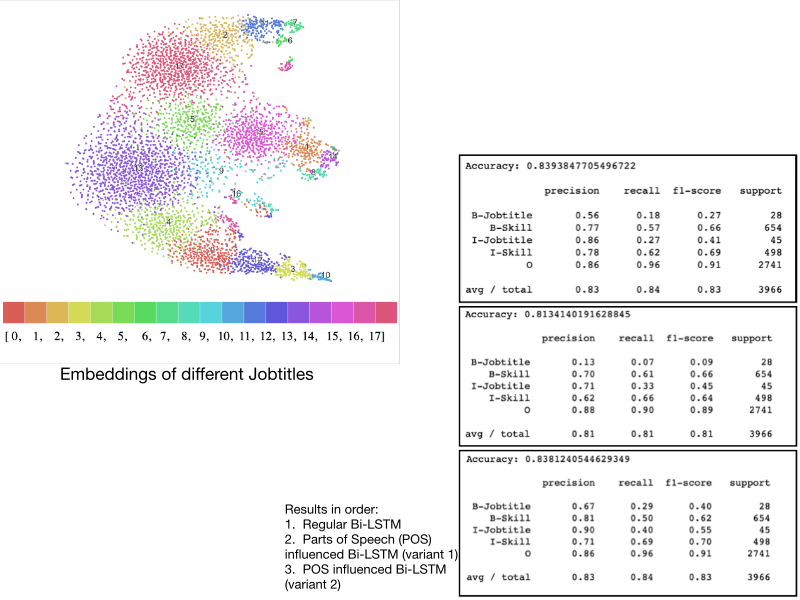 2
7
6
5
9
8
16
4
3
10
[ 0, 1, 2, 3, 4, 5, 6, 7, 8, 9, 10, 11, 12, 13, 14, 15, 16, 17]
Embeddings of different Jobtitles
Results in order:
1. Regular Bi-LSTM
2. Parts of Speech (POS)
influenced Bi-LSTM (variant 1)
3. POS influenced Bi-LSTM
(variant 2)
Accuracy: 0.8393847705496722
precision recall f1-score support
B-Jobtitle 0.56 0.18 0.27 28
B-Skill 0.77 0.57 0.66 654
I-Jobtitle 0.86 0.27 0.41 45
I-Skill 0.78 0.62 0.69 498
O 0.86 0.96 0.91 2741
avg / total 0.83 0.84 0.83 3966
Accuracy: 0.8134140191628845
precision recall f1-score support
B-Jobtitle 0.13 0.07 0.09 28
B-Skill 0.70 0.61 0.66 654
I-Jobtitle 0.71 0.33 0.45 45
I-Skill 0.62 0.66 0.64 498
O 0.88 0.90 0.89 2741
avg / total 0.81 0.81 0.81 3966
Accuracy: 0.8381240544629349
precision recall f1-score support
B-Jobtitle 0.67 0.29 0.40 28
B-Skill 0.81 0.50 0.62 654
I-Jobtitle 0.90 0.40 0.55 45
I-Skill 0.71 0.69 0.70 498
O 0.86 0.96 0.91 2741
avg / total 0.83 0.84 0.83 3966